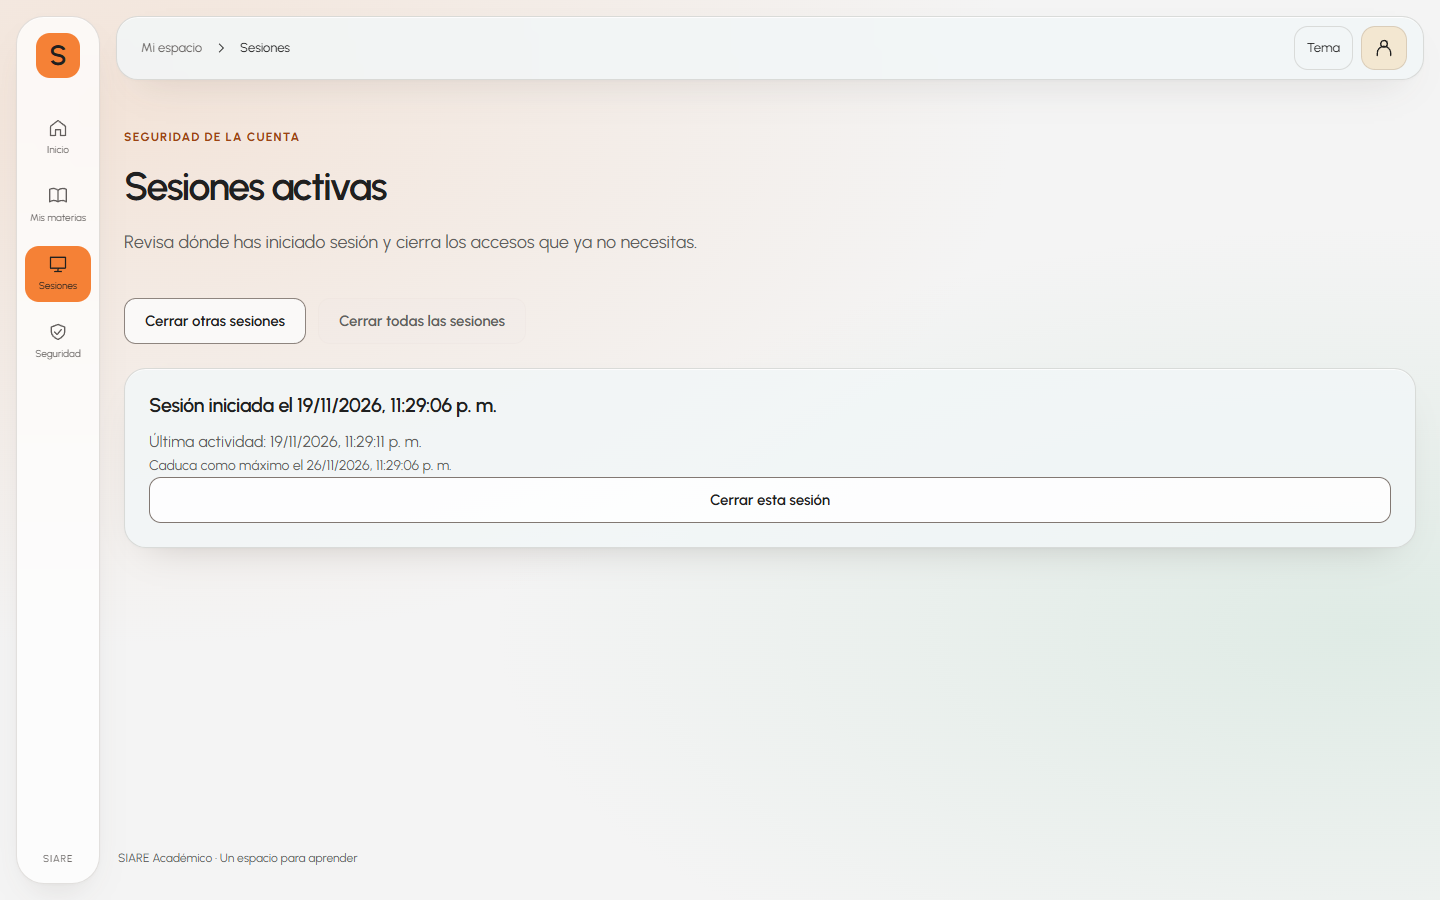 S
Mi espacio > Sesiones
Tema
Inicio
Mis materias
Sesiones
Seguridad
SIARE
SEGURIDAD DE LA CUENTA
Sesiones activas
Revisa dónde has iniciado sesión y cierra los accesos que ya no necesitas.
Cerrar otras sesiones
Cerrar todas las sesiones
Sesión iniciada el 19/11/2026, 11:29:06 p. m.
Última actividad: 19/11/2026, 11:29:11 p. m.
Caduca como máximo el 26/11/2026, 11:29:06 p. m.
Cerrar esta sesión
SIARE Académico · Un espacio para aprender